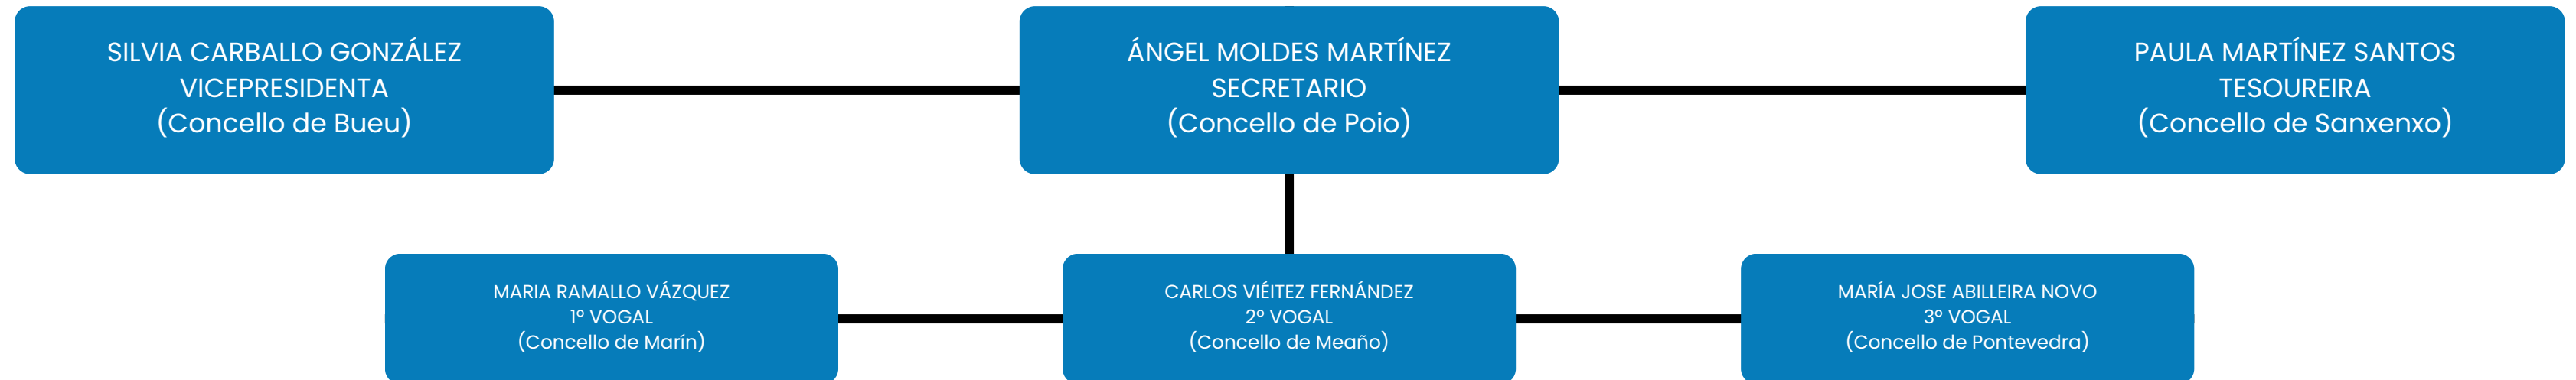 SILVIA CARBALLO GONZÁLEZ
VICEPRESIDENTA
(Concello de Bueu)
ÁNGEL MOLDES MARTÍNEZ
SECRETARIO
(Concello de Poio)
PAULA MARTÍNEZ SANTOS
TESOUREIRA
(Concello de Sanxenxo)
MARIA RAMALLO VÁZQUEZ
1º VOGAL
(Concello de Marín)
CARLOS VIÉITEZ FERNÁNDEZ
2º VOGAL
(Concello de Meaño)
MARÍA JOSE ABILLEIRA NOVO
3º VOGAL
(Concello de Pontevedra)